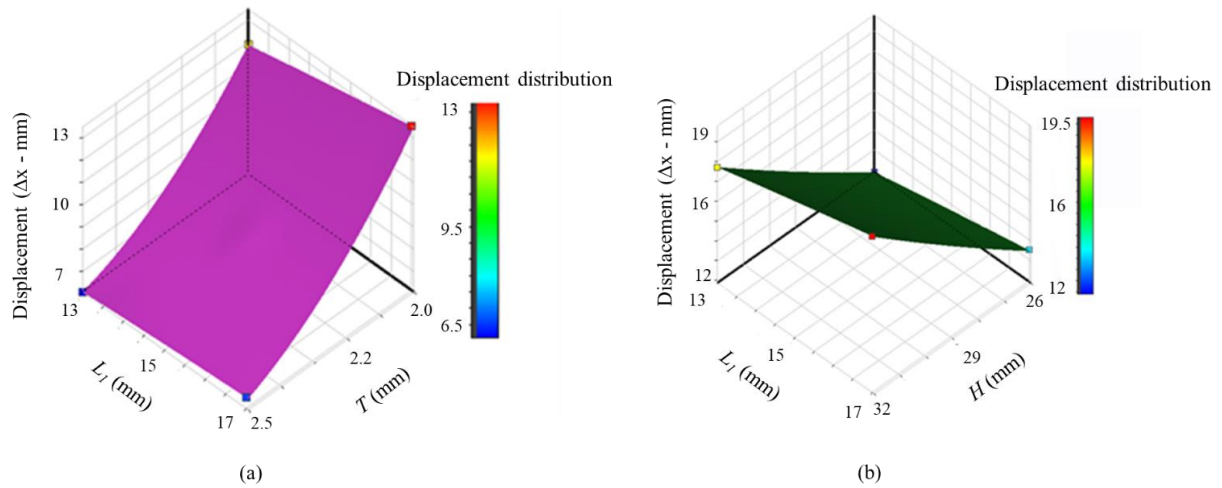 Displacement distribution
13
9.5
6.5
Displacement (Δx - mm)
13
10
7
13
15
17
L1 (mm)
2.5
2.2
2.0
T (mm)
(a)
Displacement distribution
19.5
16
12
Displacement (Δx - mm)
19
16
12
13
15
17
L1 (mm)
32
29
26
H (mm)
(b)